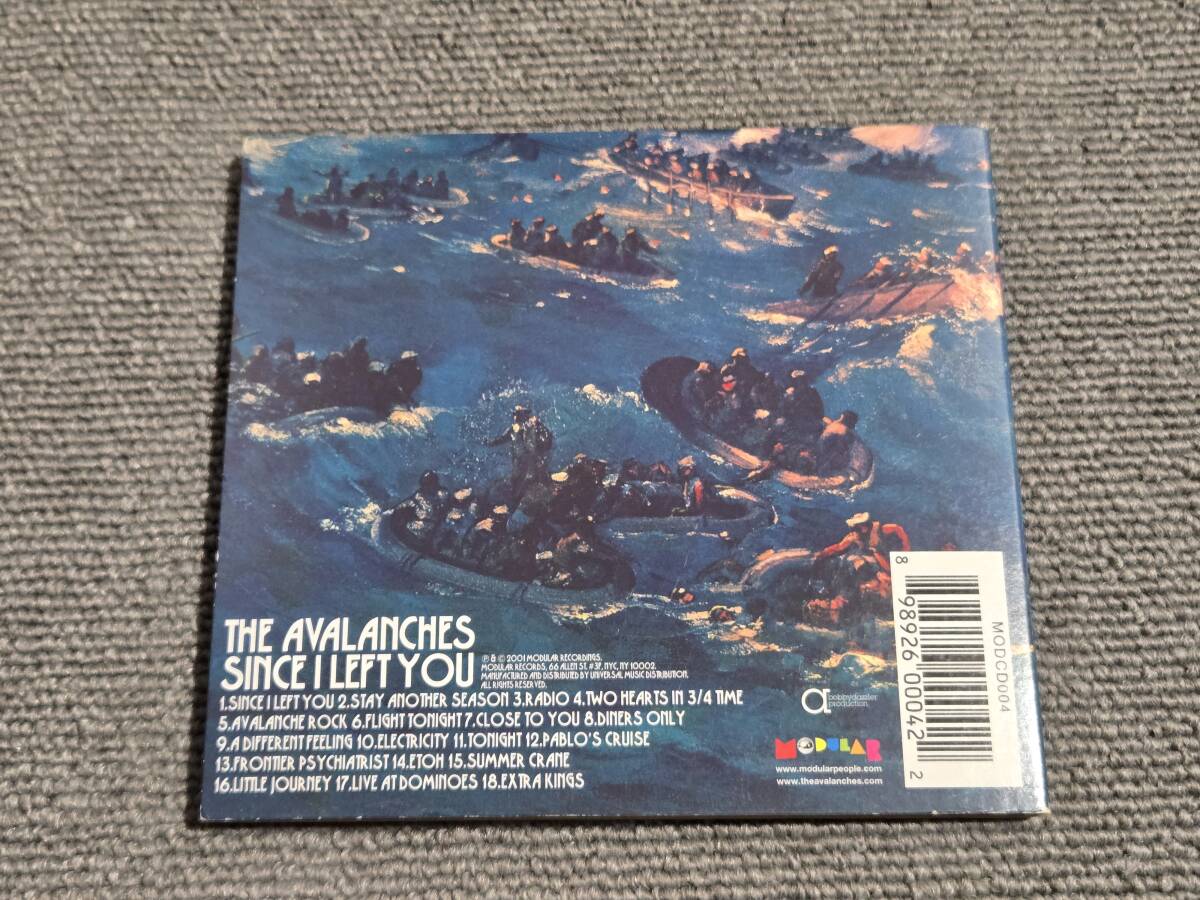 THE AVALANCHES
SINCE I LEFT YOU
℗ & © 2001 MODULAR RECORDINGS.
MODULAR RECORDS, 66 ALLEN ST. #3F, NYC, NY 10002.
MANUFACTURED AND DISTRIBUTED BY UNIVERSAL MUSIC DISTRIBUTION.
ALL RIGHTS RESERVED.
1.SINCE I LEFT YOU 2.STAY ANOTHER SEASON 3.RADIO 4.TWO HEARTS IN 3/4 TIME
5.AVALANCHE ROCK 6.FLIGHT TONIGHT 7.CLOSE TO YOU 8.DINERS ONLY
9.A DIFFERENT FEELING 10.ELECTRICITY 11.TONIGHT 12.PABLO'S CRUISE
13.FRONTIER PSYCHIATRIST 14.ETOH 15.SUMMER CRANE
16.LITTLE JOURNEY 17.LIVE AT DOMINOES 18.EXTRA KINGS
a bobbydazzler
production
MODULAR
www.modularpeople.com
www.theavalanches.com
8 98926 00042 2
MODCD004